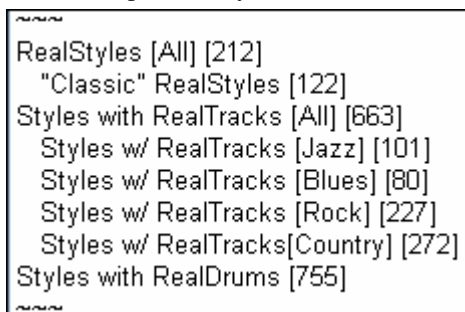 ~~~
RealStyles [All] [212]
"Classic" RealStyles [122]
Styles with RealTracks [All] [663]
Styles w/ RealTracks [Jazz] [101]
Styles w/ RealTracks [Blues] [80]
Styles w/ RealTracks [Rock] [227]
Styles w/ RealTracks[Country] [272]
Styles with RealDrums [755]
~~~